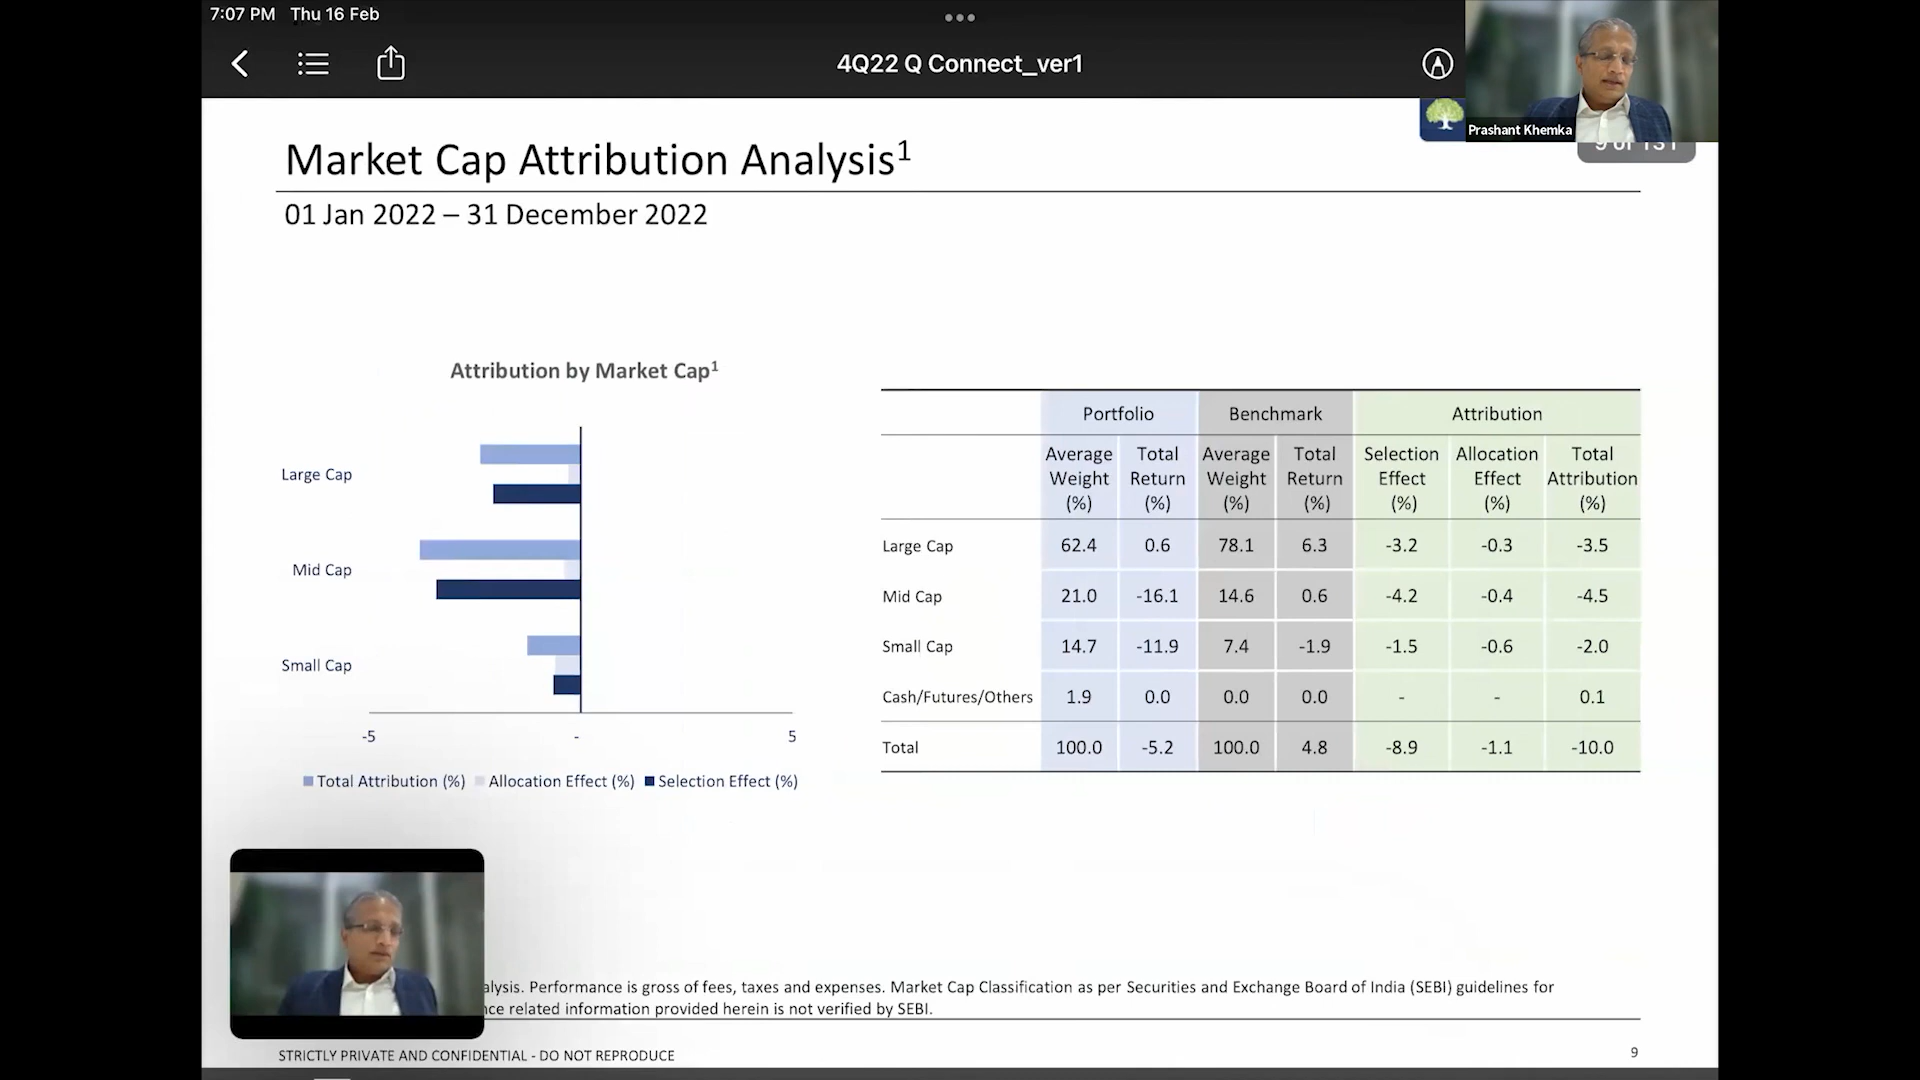 7:07 PM Thu 16 Feb
4Q22 Q Connect_ver1
Prashant Khemka
Market Cap Attribution Analysis¹
01 Jan 2022 – 31 December 2022
Attribution by Market Cap¹
Large Cap
Mid Cap
Small Cap
-5 - 5
Total Attribution (%) Allocation Effect (%) Selection Effect (%)
Portfolio Benchmark Attribution
Average Total Average Total Selection Allocation Total
Weight Return Weight Return Effect Effect Attribution
(%) (%) (%) (%) (%) (%) (%)
Large Cap 62.4 0.6 78.1 6.3 -3.2 -0.3 -3.5
Mid Cap 21.0 -16.1 14.6 0.6 -4.2 -0.4 -4.5
Small Cap 14.7 -11.9 7.4 -1.9 -1.5 -0.6 -2.0
Cash/Futures/Others 1.9 0.0 0.0 0.0 - - 0.1
Total 100.0 -5.2 100.0 4.8 -8.9 -1.1 -10.0
alysis. Performance is gross of fees, taxes and expenses. Market Cap Classification as per Securities and Exchange Board of India (SEBI) guidelines for
nce related information provided herein is not verified by SEBI.
STRICTLY PRIVATE AND CONFIDENTIAL - DO NOT REPRODUCE
9